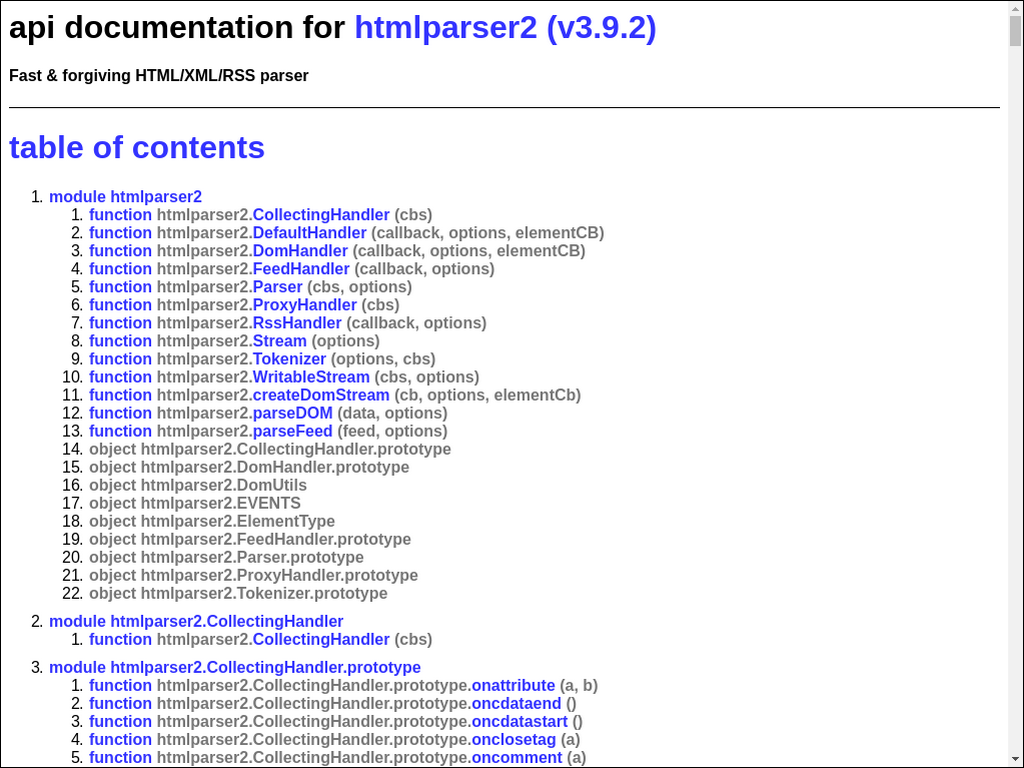 api documentation for htmlparser2 (v3.9.2)
Fast & forgiving HTML/XML/RSS parser
table of contents
1. module htmlparser2
1. function htmlparser2.CollectingHandler (cbs)
2. function htmlparser2.DefaultHandler (callback, options, elementCB)
3. function htmlparser2.DomHandler (callback, options, elementCB)
4. function htmlparser2.FeedHandler (callback, options)
5. function htmlparser2.Parser (cbs, options)
6. function htmlparser2.ProxyHandler (cbs)
7. function htmlparser2.RssHandler (callback, options)
8. function htmlparser2.Stream (options)
9. function htmlparser2.Tokenizer (options, cbs)
10. function htmlparser2.WritableStream (cbs, options)
11. function htmlparser2.createDomStream (cb, options, elementCb)
12. function htmlparser2.parseDOM (data, options)
13. function htmlparser2.parseFeed (feed, options)
14. object htmlparser2.CollectingHandler.prototype
15. object htmlparser2.DomHandler.prototype
16. object htmlparser2.DomUtils
17. object htmlparser2.EVENTS
18. object htmlparser2.ElementType
19. object htmlparser2.FeedHandler.prototype
20. object htmlparser2.Parser.prototype
21. object htmlparser2.ProxyHandler.prototype
22. object htmlparser2.Tokenizer.prototype
2. module htmlparser2.CollectingHandler
1. function htmlparser2.CollectingHandler (cbs)
3. module htmlparser2.CollectingHandler.prototype
1. function htmlparser2.CollectingHandler.prototype.onattribute (a, b)
2. function htmlparser2.CollectingHandler.prototype.oncdataend ()
3. function htmlparser2.CollectingHandler.prototype.oncdatastart ()
4. function htmlparser2.CollectingHandler.prototype.onclosetag (a)
5. function htmlparser2.CollectingHandler.prototype.oncomment (a)